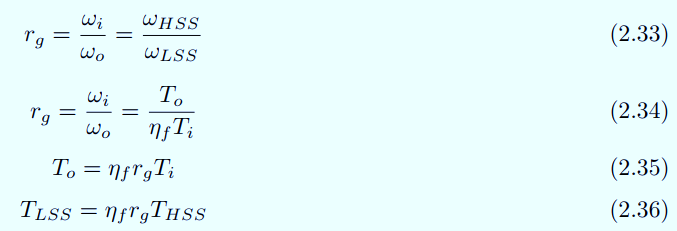 r_g = ω_i / ω_o = ω_HSS / ω_LSS (2.33)
r_g = ω_i / ω_o = T_o / η_f T_i (2.34)
T_o = η_f r_g T_i (2.35)
T_LSS = η_f r_g T_HSS (2.36)